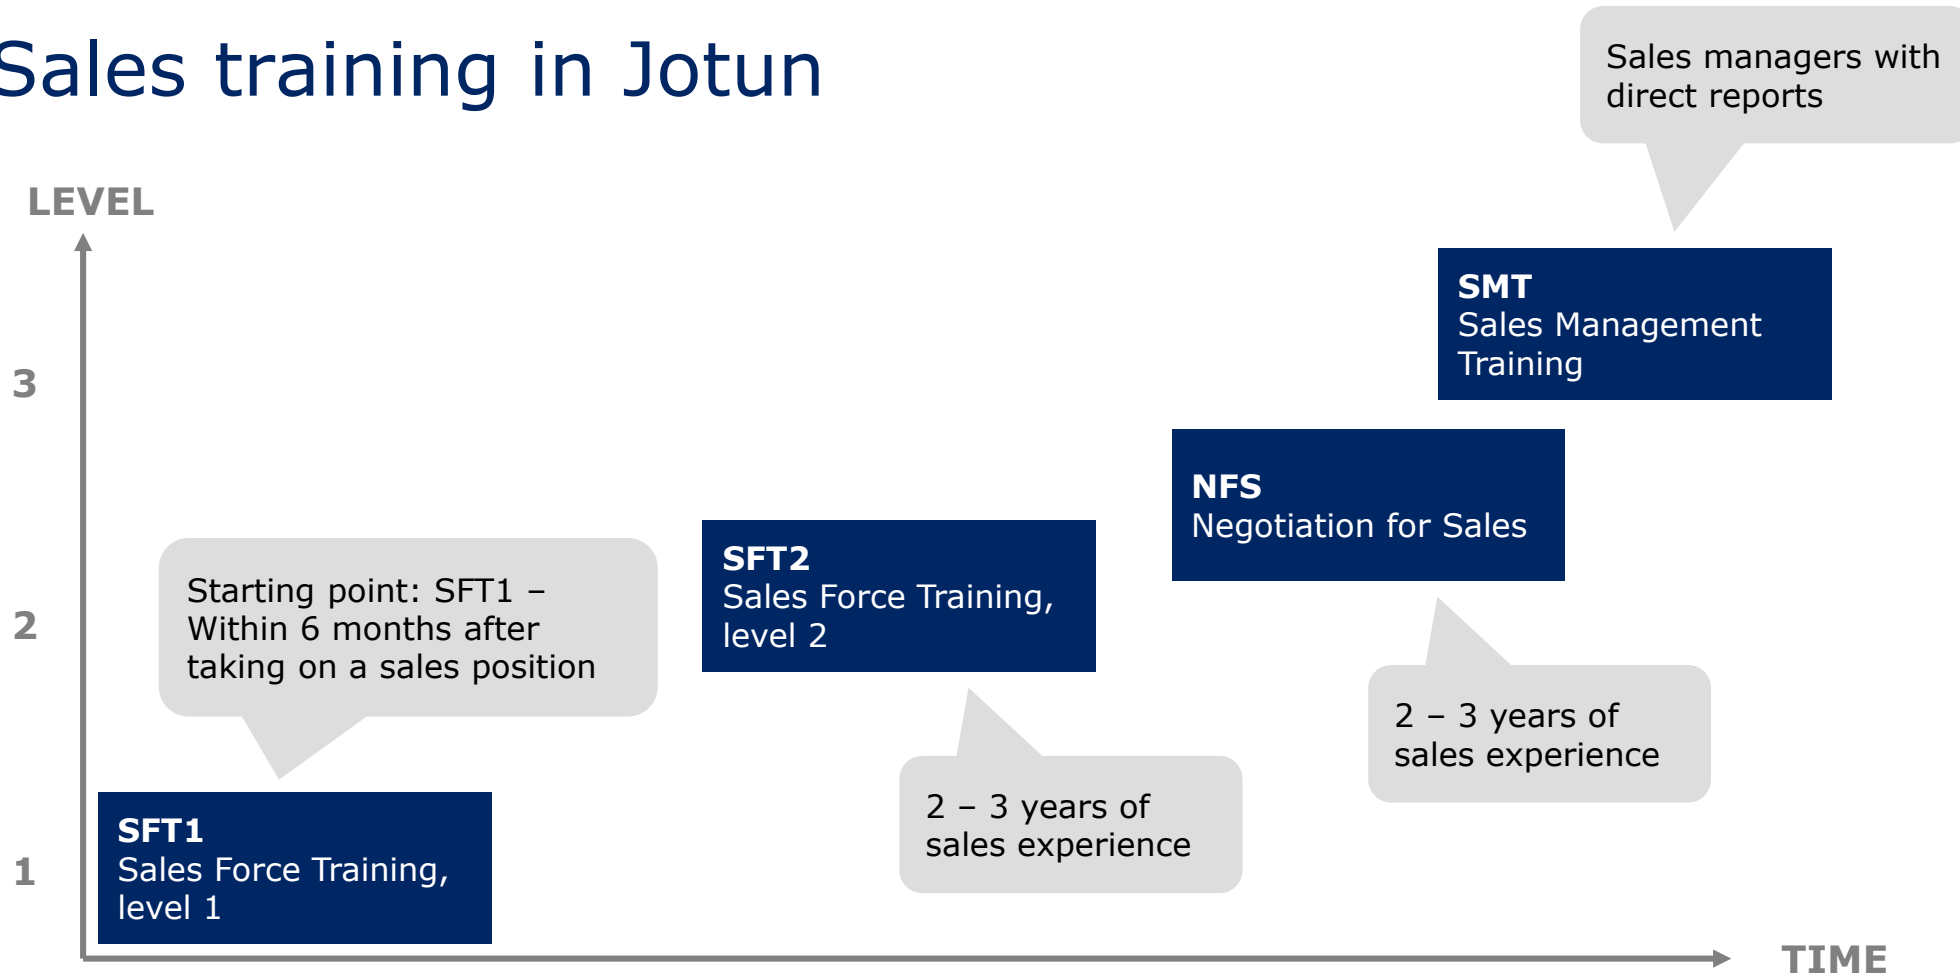 Sales training in Jotun
Sales managers with
direct reports
LEVEL
SMT
Sales Management
Training
3
NFS
Negotiation for Sales
SFT2
Sales Force Training,
level 2
Starting point: SFT1 –
Within 6 months after
taking on a sales position
2
2 – 3 years of
sales experience
2 – 3 years of
sales experience
SFT1
Sales Force Training,
level 1
1
TIME